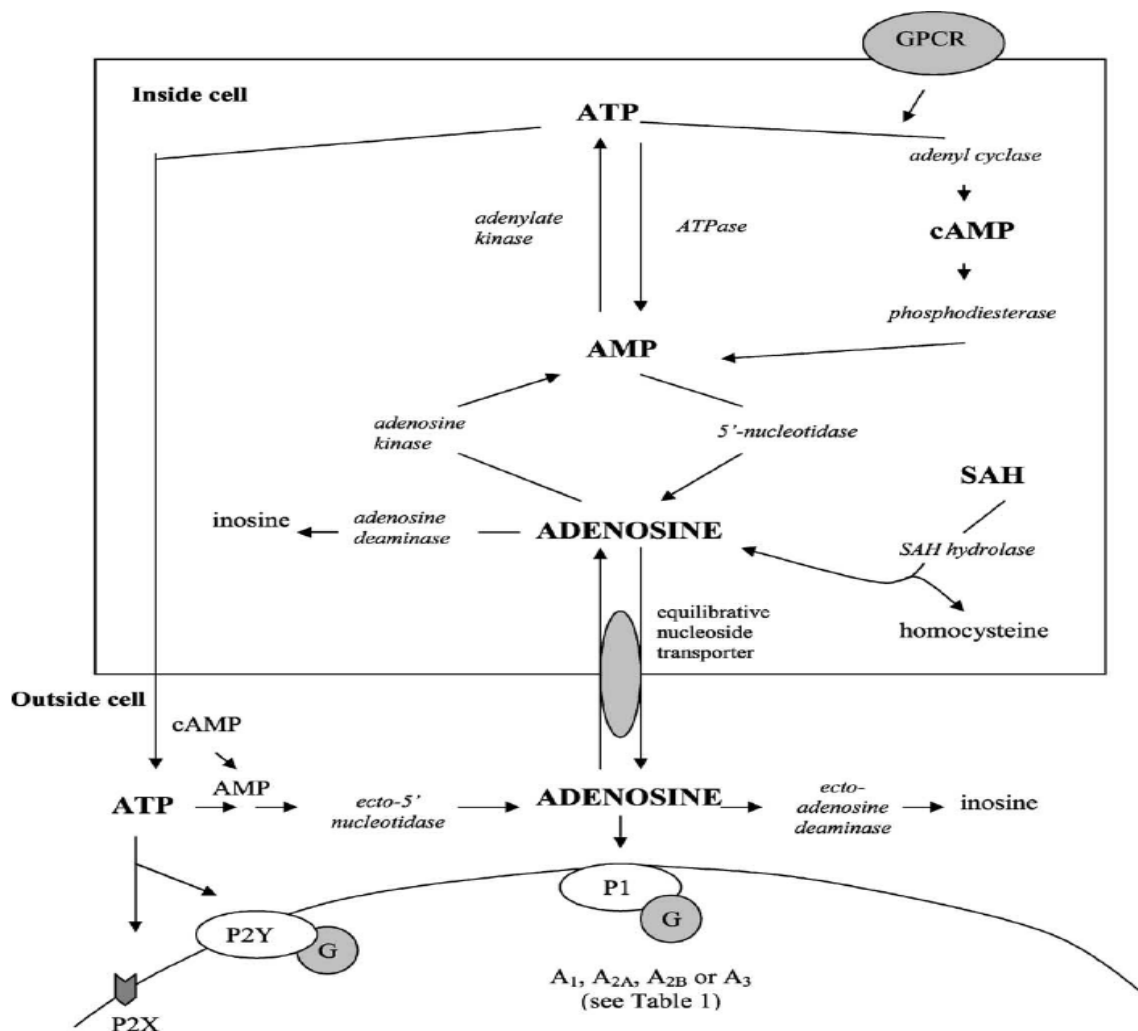 GPCR
Inside cell
ATP
adenyl cyclase
adenylate
kinase
ATPase
cAMP
phosphodiesterase
AMP
adenosine
kinase
5’-nucleotidase
SAH
inosine
adenosine
deaminase
ADENOSINE
SAH hydrolase
equilibrative
nucleoside
transporter
homocysteine
Outside cell
cAMP
AMP
ATP
ecto-5’
nucleotidase
ADENOSINE
ecto-
adenosine
deaminase
inosine
P1
G
P2Y
G
A1, A2A, A2B or A3
(see Table 1)
P2X